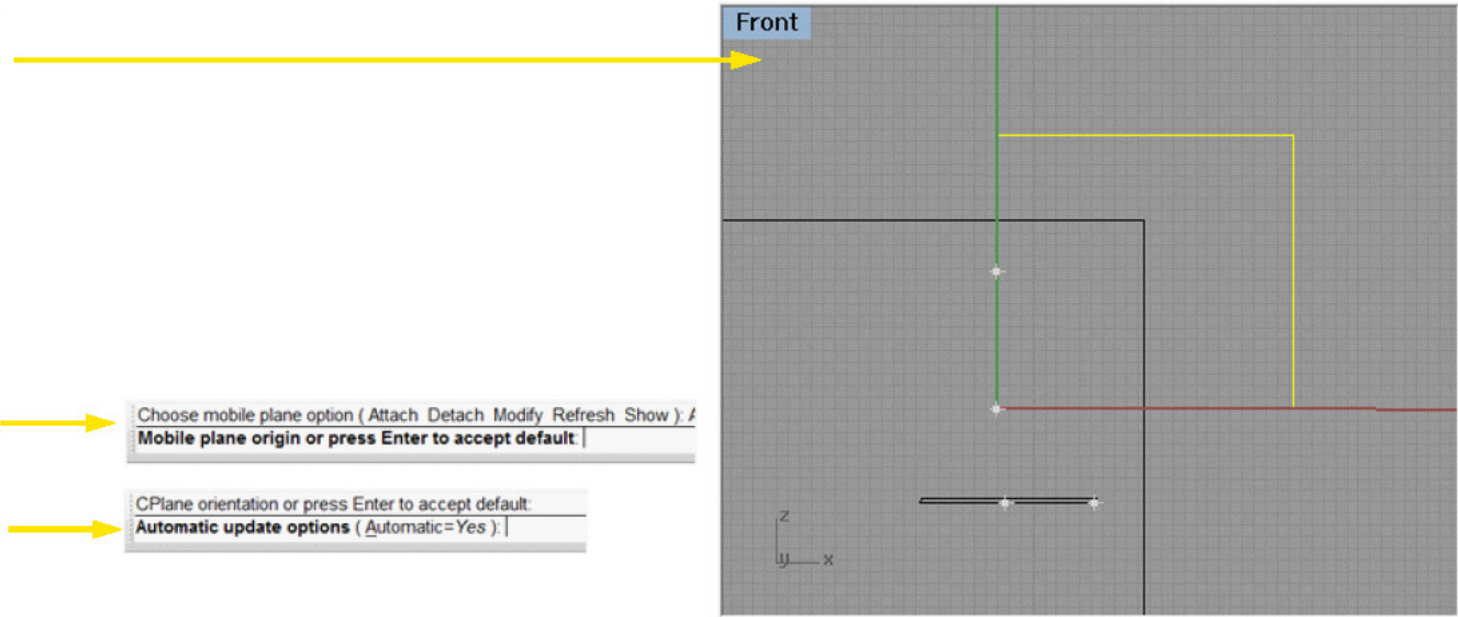 Front
Choose mobile plane option ( Attach Detach Modify Refresh Show ): A
Mobile plane origin or press Enter to accept default:
CPlane orientation or press Enter to accept default:
Automatic update options ( Automatic=Yes ):
z
y x